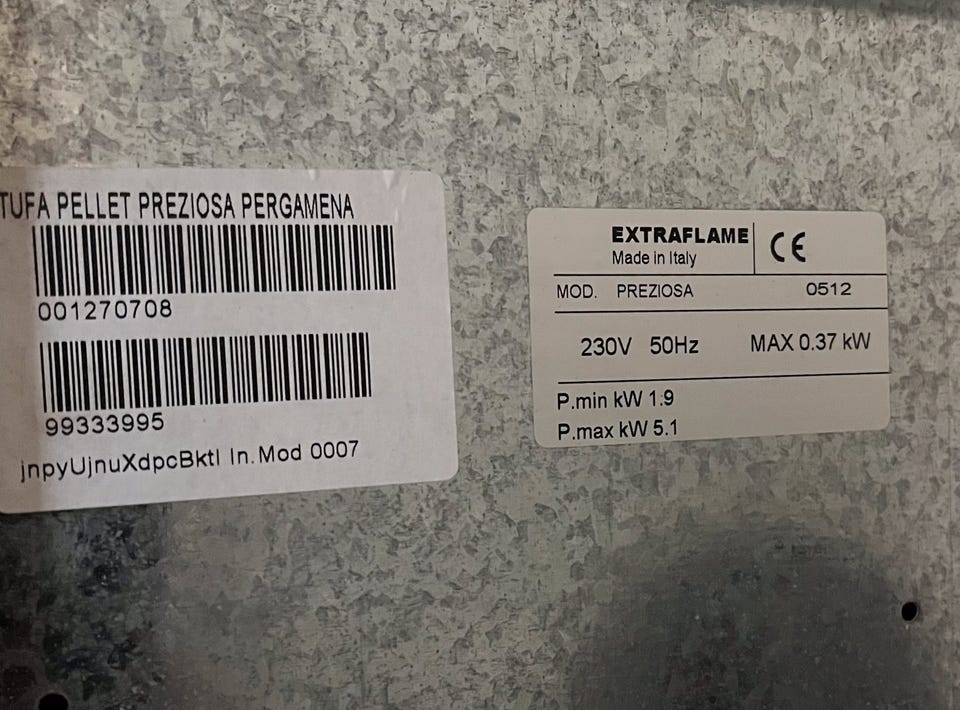 TUFA PELLET PREZIOSA PERGAMENA
001270708
99333995
jnpyUjnuXdpcBktl In.Mod 0007
EXTRAFLAME
Made in Italy
CE
MOD. PREZIOSA 0512
230V 50Hz MAX 0.37 kW
P.min kW 1.9
P.max kW 5.1